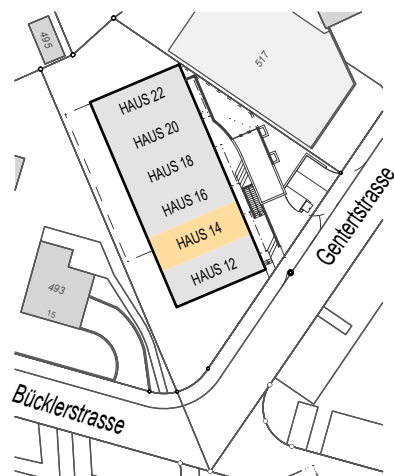 495
517
HAUS 22
HAUS 20
HAUS 18
HAUS 16
HAUS 14
HAUS 12
Gentertstrasse
493
15
Bücklerstrasse